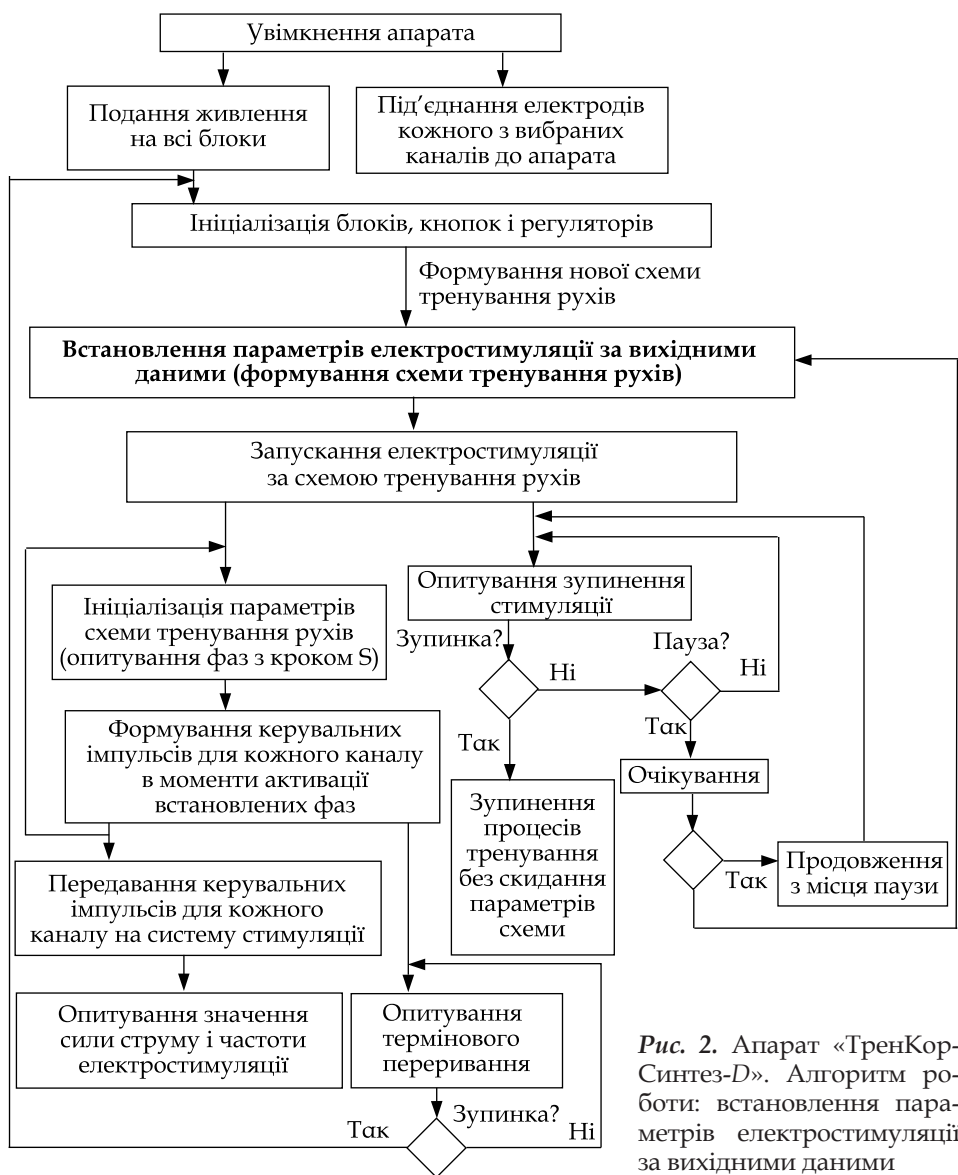 Увімкнення апарата
Подання живлення
на всі блоки
Під’єднання електродів
кожного з вибраних
каналів до апарата
Ініціалізація блоків, кнопок і регуляторів
Формування нової схеми
тренування рухів
Встановлення параметрів електростимуляції за вихідними
даними (формування схеми тренування рухів)
Запускання електростимуляції
за схемою тренування рухів
Ініціалізація параметрів
схеми тренування рухів
(опитування фаз з кроком S)
Формування керувальних
імпульсів для кожного каналу
в моменти активації
встановлених фаз
Передавання керувальних
імпульсів для кожного
каналу на систему стимуляції
Опитування значення
сили струму і частоти
електростимуляції
Опитування
термінового
переривання
Зупинка?
Так
Ні
Опитування зупинення
стимуляції
Зупинка?
Ні
Так
Зупинення
процесів
тренування
без скидання
параметрів
схеми
Пауза?
Ні
Так
Очікування
Так
Продовження
з місця паузи
Рис. 2. Апарат «ТренКор-
Синтез-D». Алгоритм ро-
боти: встановлення пара-
метрів електростимуляції
за вихідними даними